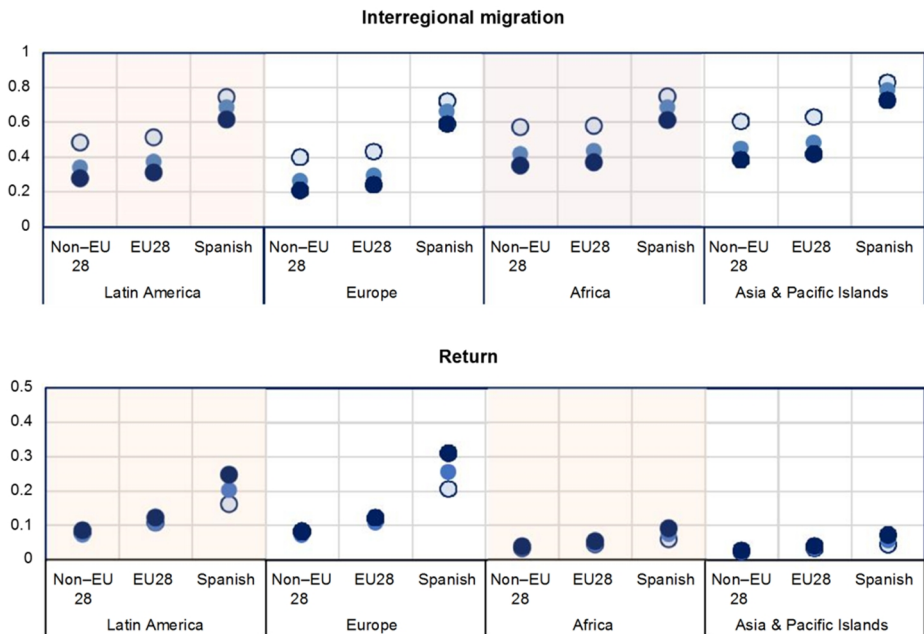 Interregional migration
1
0.8
0.6
0.4
0.2
0
Non–EU EU28 Spanish Non–EU EU28 Spanish Non–EU EU28 Spanish Non–EU EU28 Spanish
28 28 28 28
Latin America Europe Africa Asia & Pacific Islands
Return
0.5
0.4
0.3
0.2
0.1
0
Non–EU EU28 Spanish Non–EU EU28 Spanish Non–EU EU28 Spanish Non–EU EU28 Spanish
28 28 28 28
Latin America Europe Africa Asia & Pacific Islands